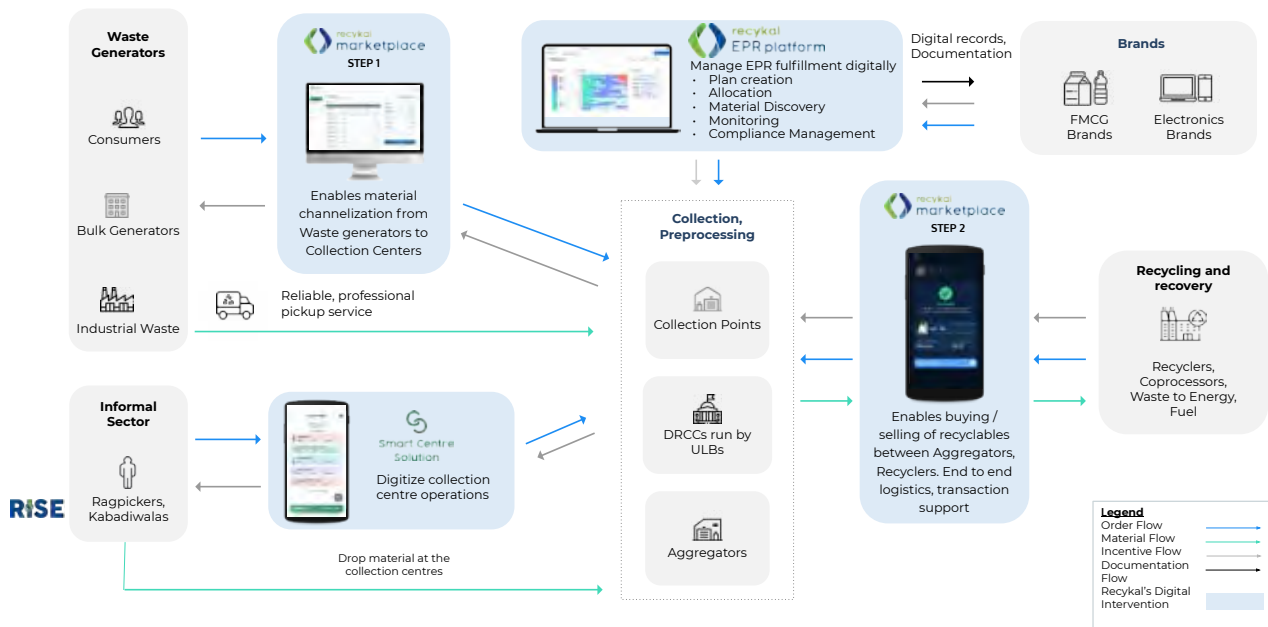 Waste
Generators
Consumers
Bulk Generators
Industrial Waste
recykal
marketplace
STEP 1
Enables material
channelization from
Waste generators to
Collection Centers
Reliable, professional
pickup service
recykal
EPR platform
Manage EPR fulfillment digitally
• Plan creation
• Allocation
• Material Discovery
• Monitoring
• Compliance Management
Digital records,
Documentation
Brands
FMCG
Brands
Electronics
Brands
Collection,
Preprocessing
Collection Points
DRCCs run by
ULBs
Aggregators
recykal
marketplace
STEP 2
Enables buying /
selling of recyclables
between Aggregators,
Recyclers. End to end
logistics, transaction
support
Recycling and
recovery
Recyclers,
Coprocessors,
Waste to Energy,
Fuel
Informal
Sector
Ragpickers,
Kabadiwalas
RISE
Smart Centre
Solution
Digitize collection
centre operations
Drop material at the
collection centres
Legend
Order Flow
Material Flow
Incentive Flow
Documentation
Flow
Recykal's Digital
Intervention